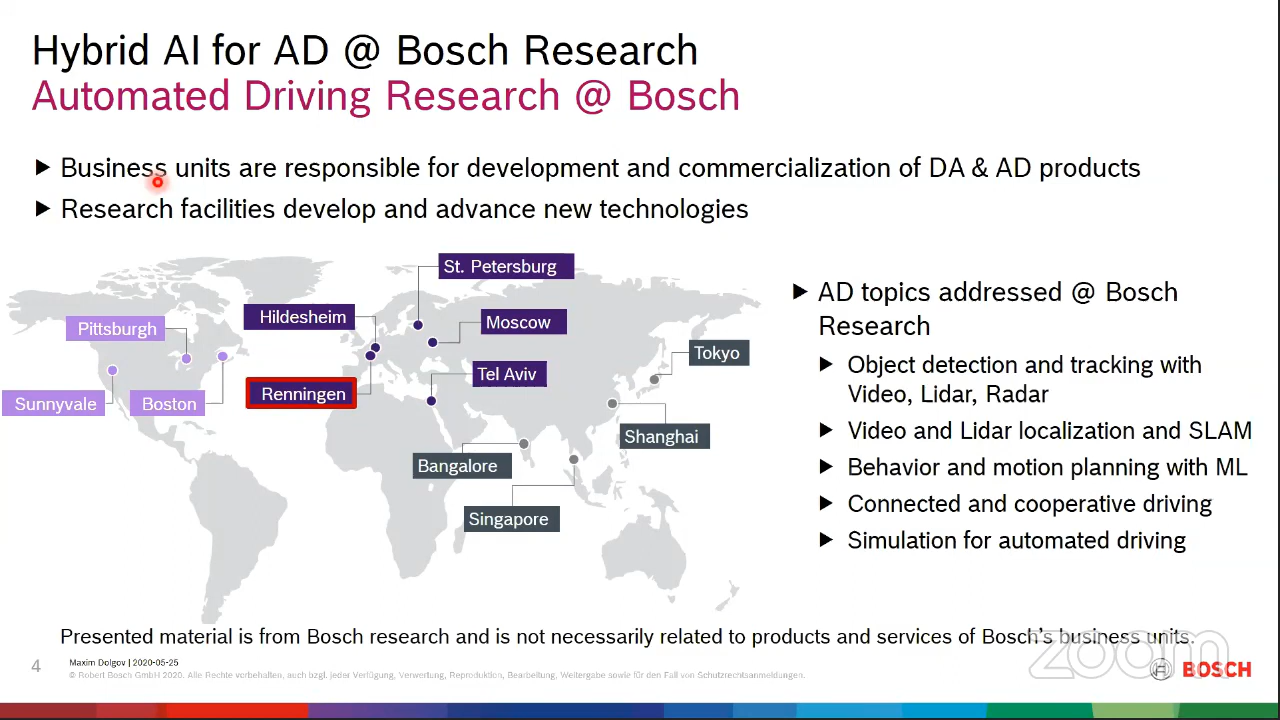 Hybrid AI for AD @ Bosch Research
Automated Driving Research @ Bosch
Business units are responsible for development and commercialization of DA & AD products
Research facilities develop and advance new technologies
St. Petersburg
Hildesheim
Moscow
Pittsburgh
Tokyo
Tel Aviv
Renningen
Sunnyvale
Boston
Shanghai
Bangalore
Singapore
AD topics addressed @ Bosch
Research
Object detection and tracking with
Video, Lidar, Radar
Video and Lidar localization and SLAM
Behavior and motion planning with ML
Connected and cooperative driving
Simulation for automated driving
Presented material is from Bosch research and is not necessarily related to products and services of Bosch's business units.
zoom
4
Maxim Dolgov | 2020-05-25
© Robert Bosch GmbH 2020. Alle Rechte vorbehalten, auch bzgl. jeder Verfügung, Verwertung, Reproduktion, Bearbeitung, Weitergabe sowie für den Fall von Schutzrechtsanmeldungen.
BOSCH